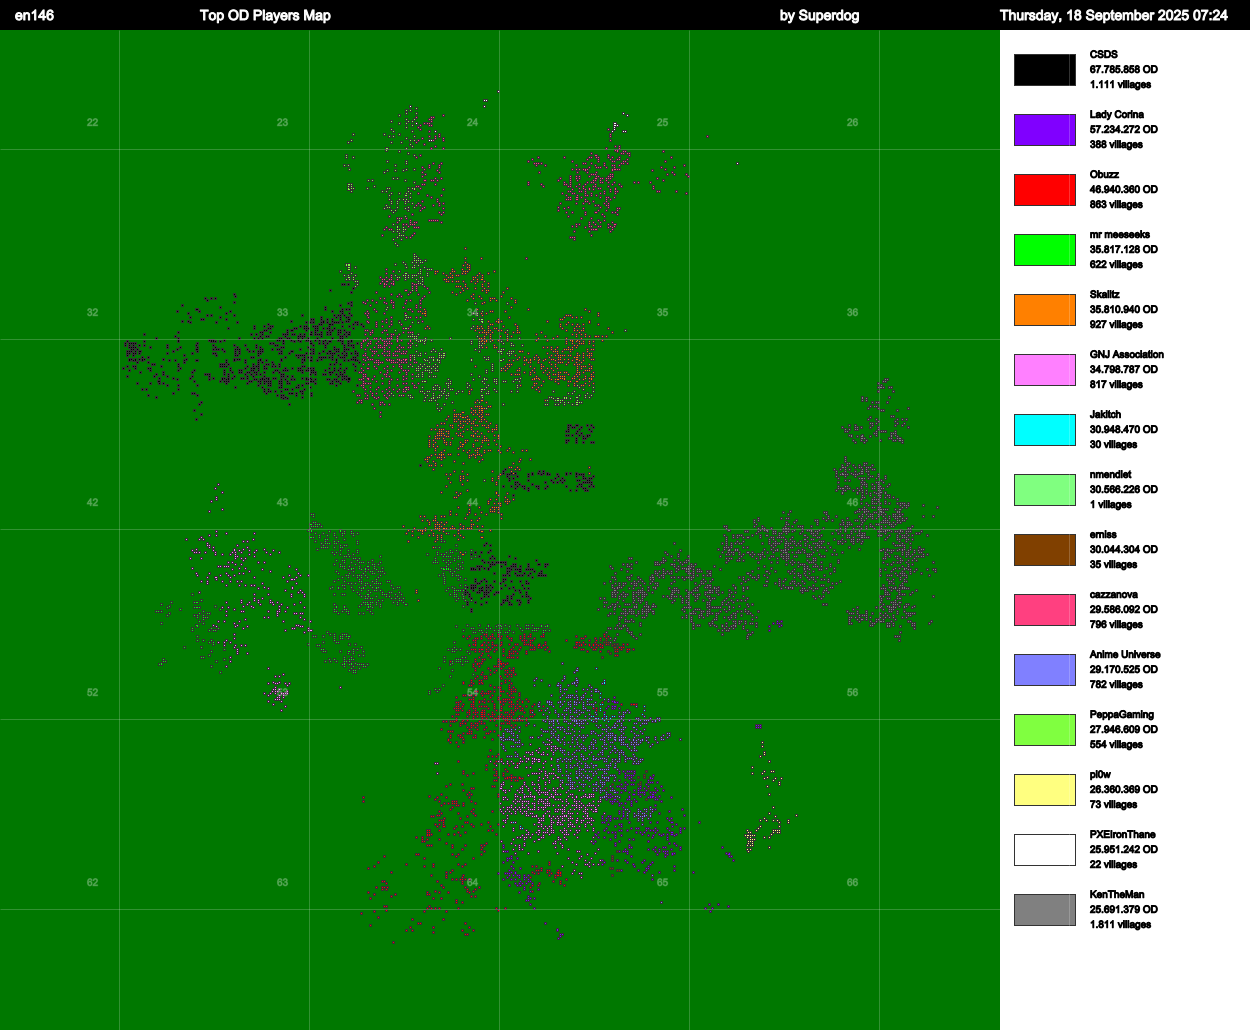 en146 Top OD Players Map by Superdog Thursday, 18 September 2025 07:24
CSDS
67.785.858 OD
1.111 villages
Lady Corina
57.234.272 OD
388 villages
Obuzz
46.940.360 OD
863 villages
mr meeseeks
35.817.128 OD
622 villages
Skalitz
35.810.940 OD
927 villages
GNJ Association
34.798.787 OD
817 villages
Jakitch
30.948.470 OD
30 villages
nmendiet
30.566.226 OD
1 villages
emiss
30.044.304 OD
35 villages
cazzanova
29.586.092 OD
796 villages
Anime Universe
29.170.525 OD
782 villages
PeppaGaming
27.946.609 OD
554 villages
pl0w
26.360.369 OD
73 villages
PXEIronThane
25.951.242 OD
22 villages
KenTheMan
25.691.379 OD
1.811 villages
22 23 24 25 26
32 33 34 35 36
42 43 44 45 46
52 53 54 55 56
62 63 64 65 66